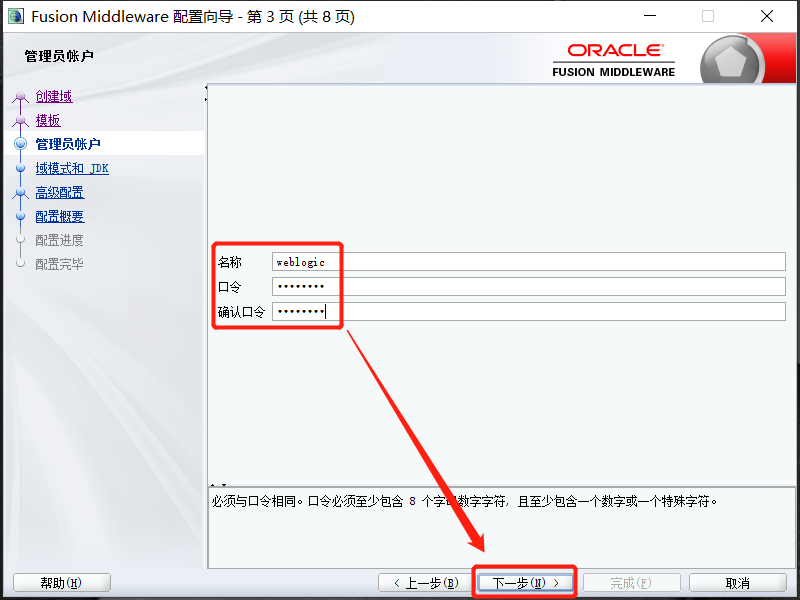 Fusion Middleware 配置向导 - 第 3 页 (共 8 页)
管理员帐户
ORACLE
FUSION MIDDLEWARE
创建域
模板
管理员帐户
域模式和 JDK
高级配置
配置概要
配置进度
配置完毕
名称 weblogic
口令 ••••••••
确认口令 ••••••••
必须与口令相同。口令必须至少包含 8 个字母数字字符, 且至少包含一个数字或一个特殊字符。
帮助(H) < 上一步(B) 下一步(N) > 完成(F) 取消